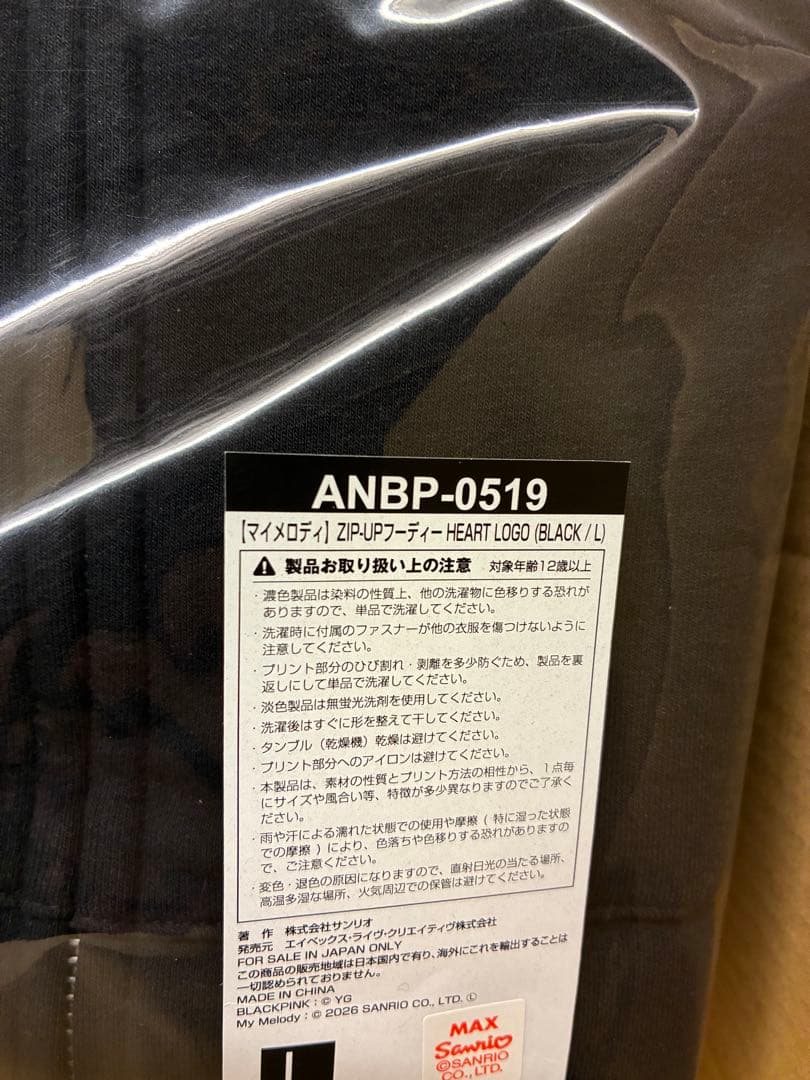 ANBP-0519
【マイメロディ】ZIP-UPフーディー HEART LOGO (BLACK / L)
製品お取り扱い上の注意 対象年齢12歳以上
・濃色製品は染料の性質上、他の洗濯物に色移りする恐れが
ありますので、単品で洗濯してください。
・洗濯時に付属のファスナーが他の衣服を傷つけないように
注意してください。
・プリント部分のひび割れ・剥離を多少防ぐため、製品を裏
返しにして単品で洗濯してください。
・淡色製品は無蛍光洗剤を使用してください。
・洗濯後はすぐに形を整えて干してください。
・タンブル（乾燥機）乾燥は避けてください。
・プリント部分へのアイロンは避けてください。
・本製品は、素材の性質とプリント方法の相性から、1点毎
にサイズや風合い等、特徴が多少異なりますのでご了承く
ださい。
・雨や汗による濡れた状態での使用や摩擦（特に湿った状態
での摩擦）により、色落ちや色移りする恐れがありますの
で、ご注意ください。
・変色・退色の原因になりますので、直射日光の当たる場所、
高温多湿な場所、火気周辺での保管は避けてください。
著 作 株式会社サンリオ
発売元 エイベックス・ライヴ・クリエイティヴ株式会社
FOR SALE IN JAPAN ONLY
この商品の販売地域は日本国内で有り、海外にこれを輸出することは
一切認められておりません。
MADE IN CHINA
BLACKPINK：© YG
My Melody：© 2026 SANRIO CO., LTD. Ⓛ
MAX
Sanrio
©SANRIO
CO.,LTD.
L